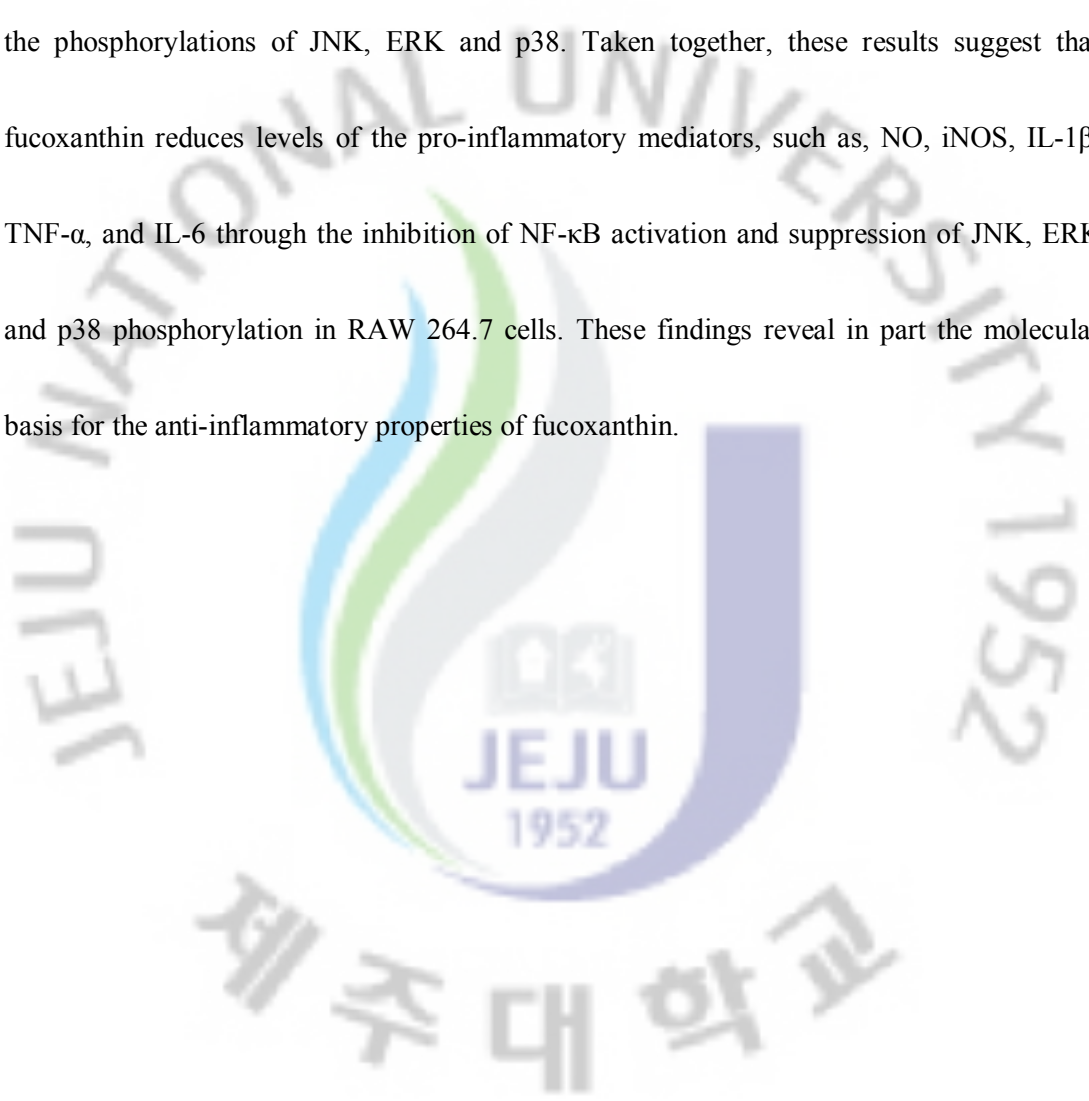 the phosphorylations of JNK, ERK and p38. Taken together, these results suggest tha
fucoxanthin reduces levels of the pro-inflammatory mediators, such as, NO, iNOS, IL-1β
TNF-α, and IL-6 through the inhibition of NF-κB activation and suppression of JNK, ERK
and p38 phosphorylation in RAW 264.7 cells. These findings reveal in part the molecula
basis for the anti-inflammatory properties of fucoxanthin.
JEJU NATIONAL UNIVERSITY 1952
JEJU
1952
제주대학교